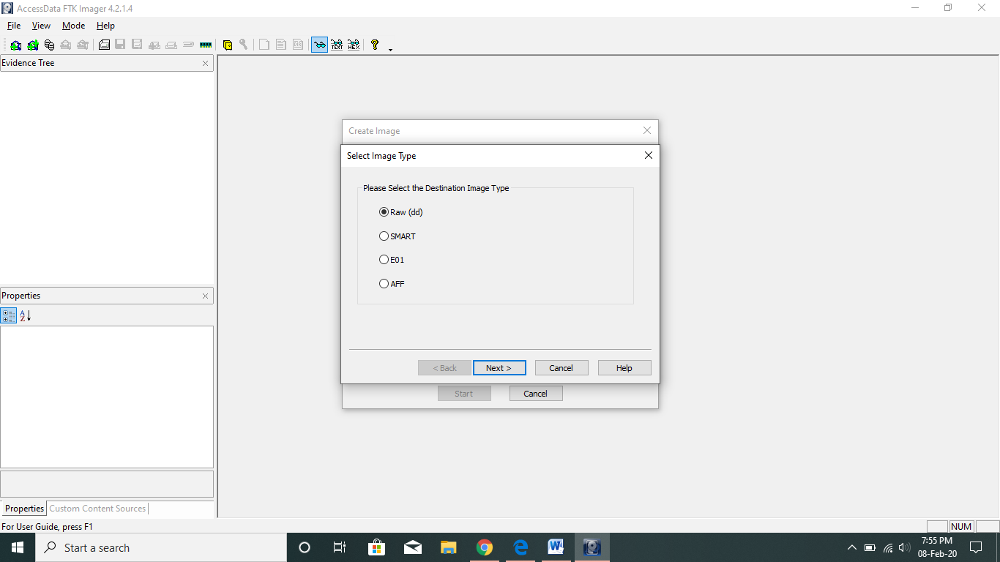 AccessData FTK Imager 4.2.1.4
File View Mode Help
TEXT HEX ?
Evidence Tree
Create Image
Select Image Type
Please Select the Destination Image Type
Raw (dd)
SMART
E01
AFF
< Back Next > Cancel Help
Start Cancel
Properties
A
Z
Properties Custom Content Sources
For User Guide, press F1
NUM
Start a search
7:55 PM
08-Feb-20